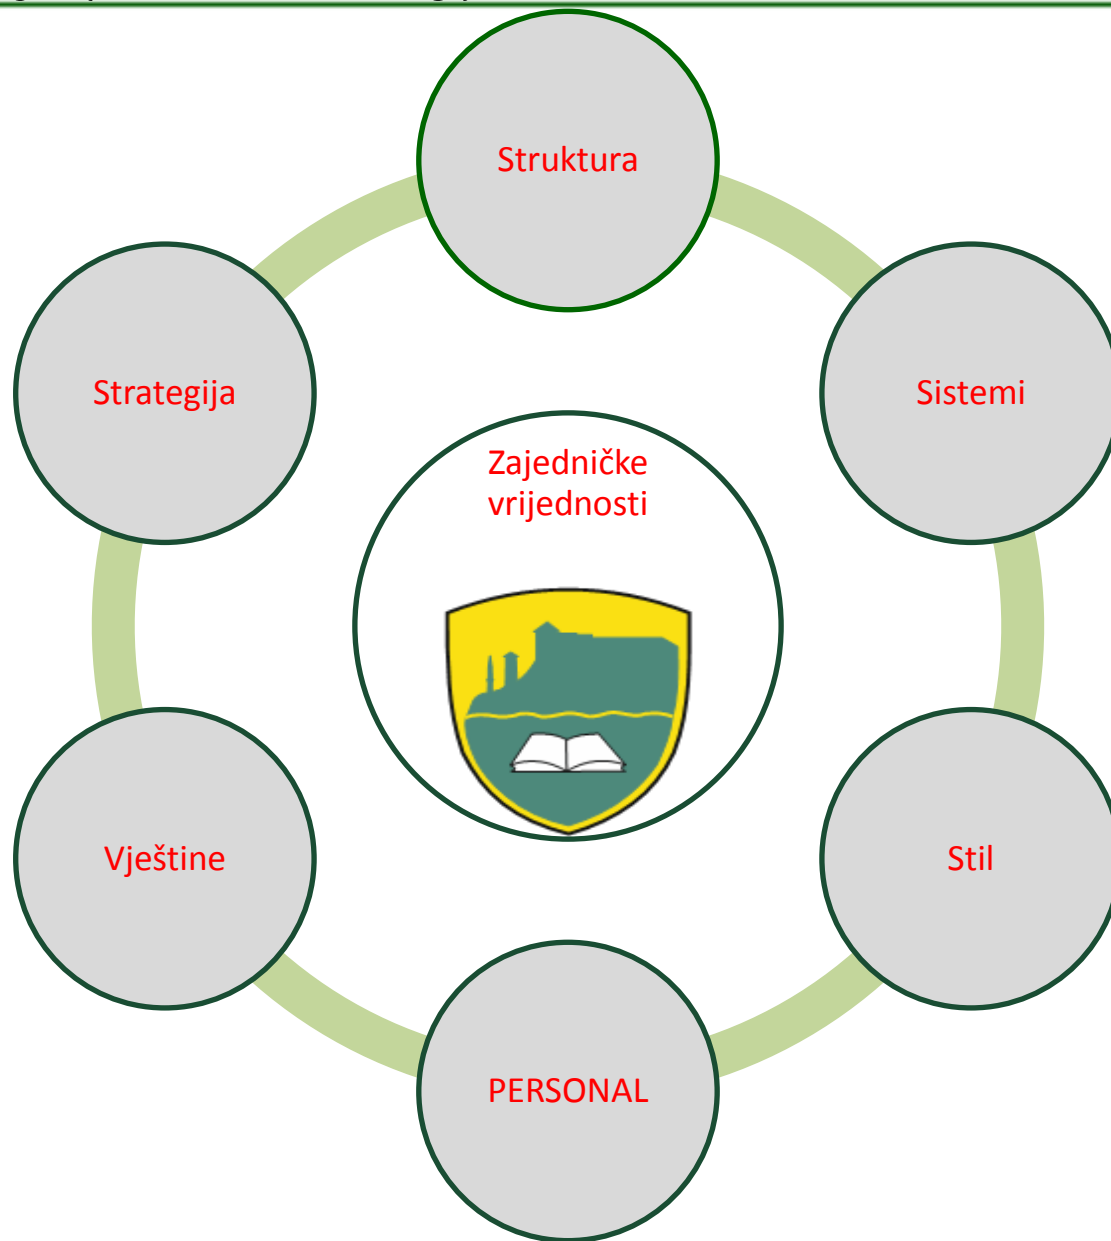 Struktura
Strategija
Sistemi
Zajedničke
vrijednosti
Vještine
Stil
PERSONAL